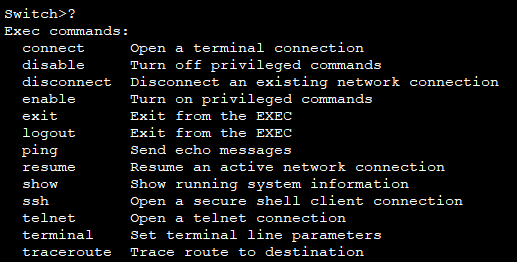 Switch>?
Exec commands:
  connect     Open a terminal connection
  disable     Turn off privileged commands
  disconnect  Disconnect an existing network connection
  enable      Turn on privileged commands
  exit        Exit from the EXEC
  logout      Exit from the EXEC
  ping        Send echo messages
  resume      Resume an active network connection
  show        Show running system information
  ssh         Open a secure shell client connection
  telnet      Open a telnet connection
  terminal    Set terminal line parameters
  traceroute  Trace route to destination